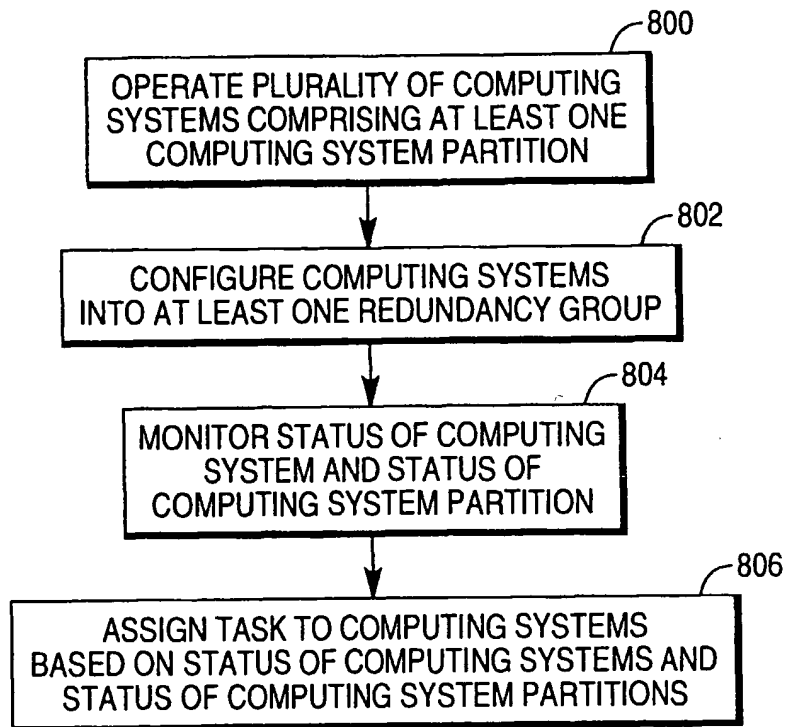 800
OPERATE PLURALITY OF COMPUTING
SYSTEMS COMPRISING AT LEAST ONE
COMPUTING SYSTEM PARTITION
802
CONFIGURE COMPUTING SYSTEMS
INTO AT LEAST ONE REDUNDANCY GROUP
804
MONITOR STATUS OF COMPUTING
SYSTEM AND STATUS OF
COMPUTING SYSTEM PARTITION
806
ASSIGN TASK TO COMPUTING SYSTEMS
BASED ON STATUS OF COMPUTING SYSTEMS AND
STATUS OF COMPUTING SYSTEM PARTITIONS